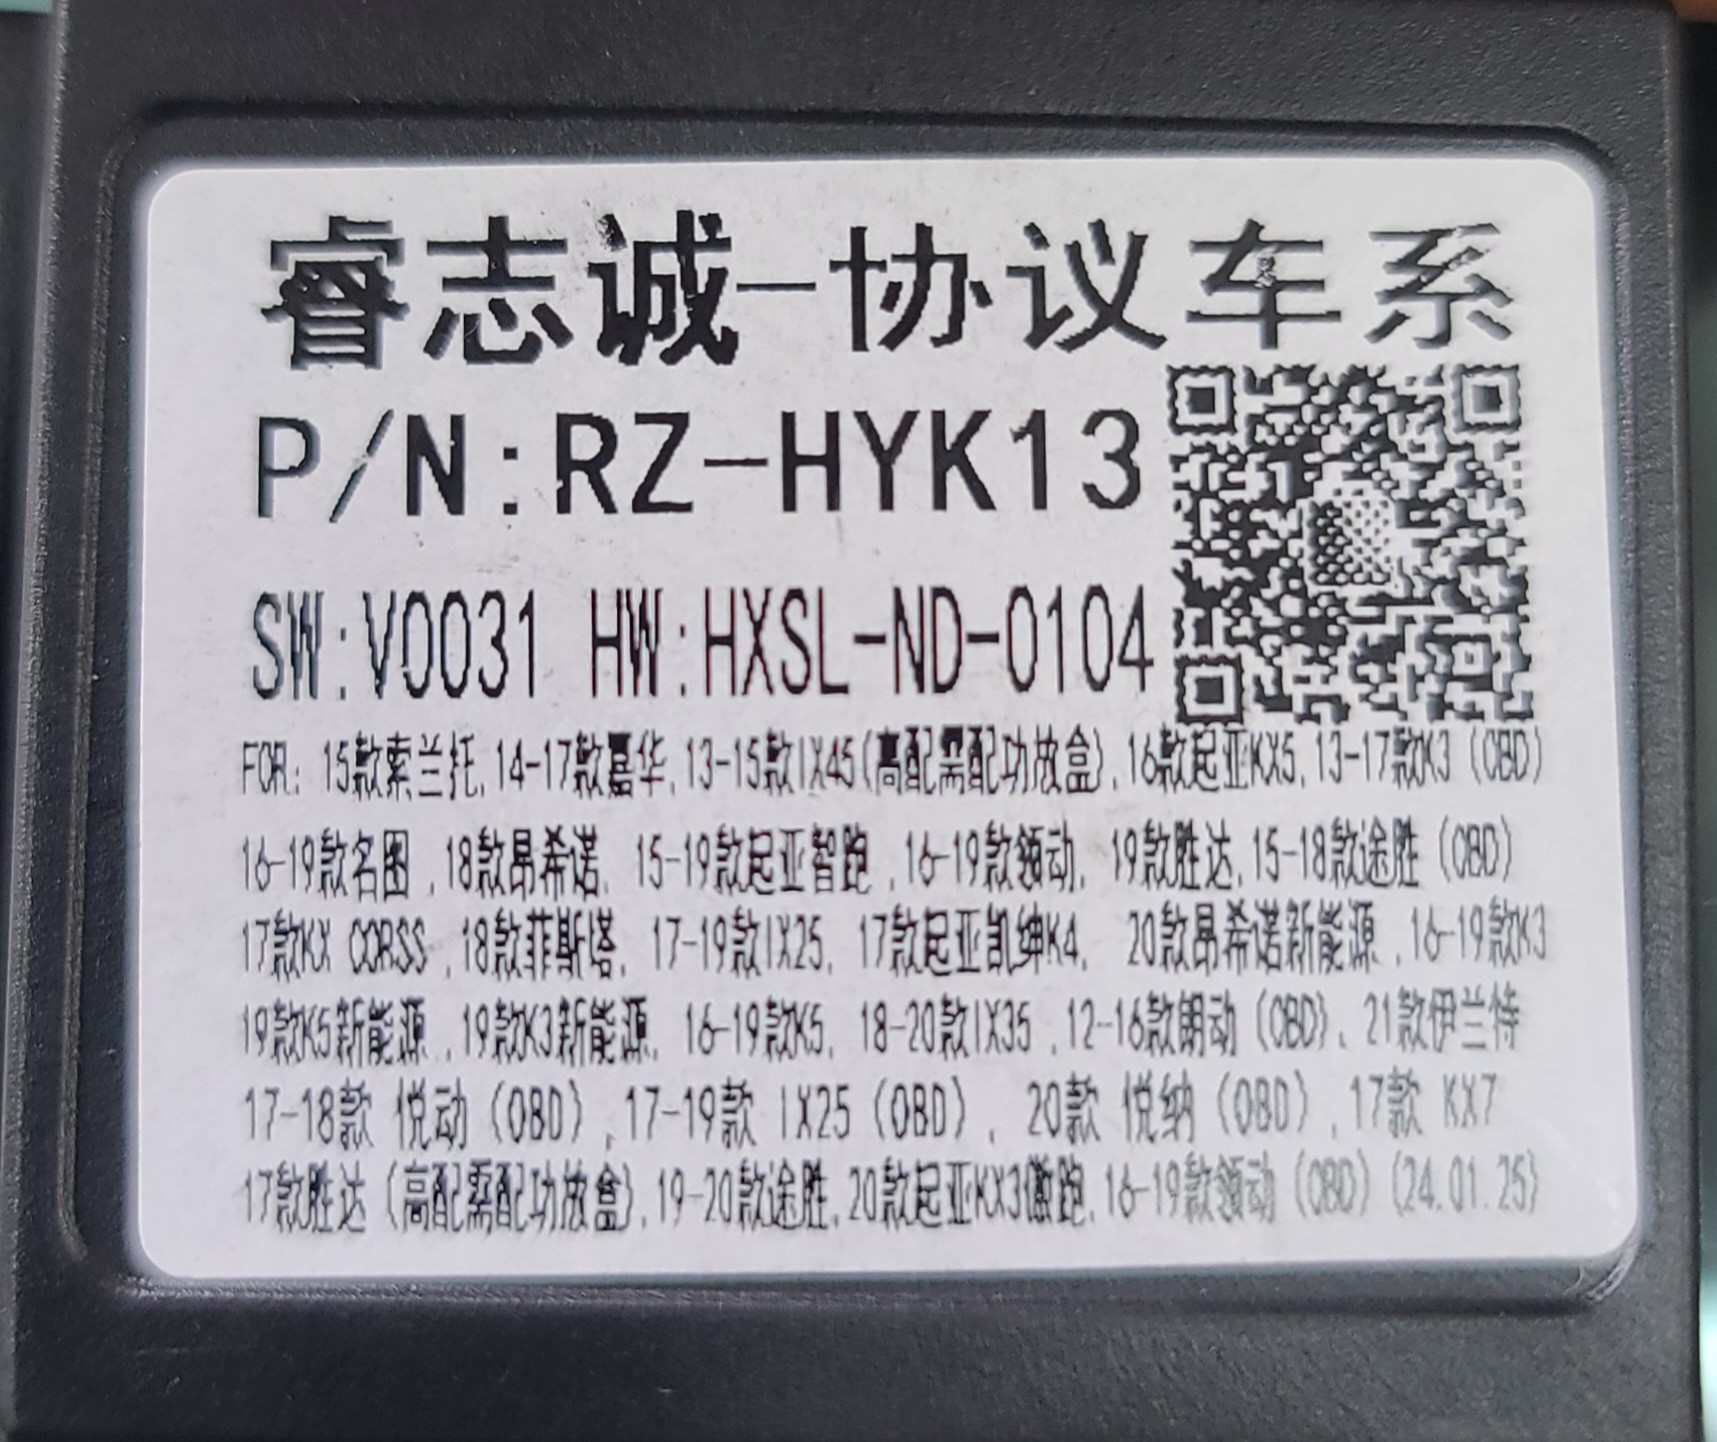 睿志诚-协议车系
P/N:RZ-HYK13
SW:V0031 HW:HXSL-ND-0104
FOR: 15款索兰托,14-17款嘉华,13-15款IX45(高配需配功放盒),16款起亚KX5,13-17款K3 (OBD)
16-19款名图 ,18款昂希诺, 15-19款起亚智跑 ,16-19款领动, 19款胜达,15-18款途胜 (OBD)
17款KX CORSS ,18款菲斯塔, 17-19款IX25, 17款起亚凯绅K4, 20款昂希诺新能源 ,16-19款K3
19款K5新能源 ,19款K3新能源, 16-19款K5, 18-20款IX35 ,12-16款朗动 (OBD)、21款伊兰特
17-18款 悦动 (OBD) ,17-19款 IX25 (OBD) , 20款 悦纳 (OBD) ,17款 KX7
17款胜达 (高配需配功放盒),19-20款途胜,20款起亚KX3傲跑,16-19款领动 (OBD) (24.01.25)